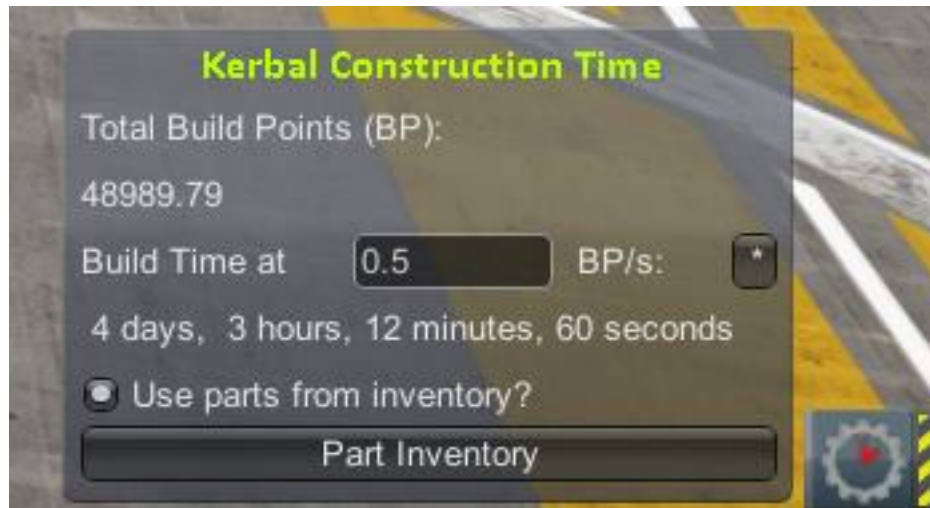 Kerbal Construction Time
Total Build Points (BP):
48989.79
Build Time at 0.5 BP/s: *
4 days, 3 hours, 12 minutes, 60 seconds
Use parts from inventory?
Part Inventory